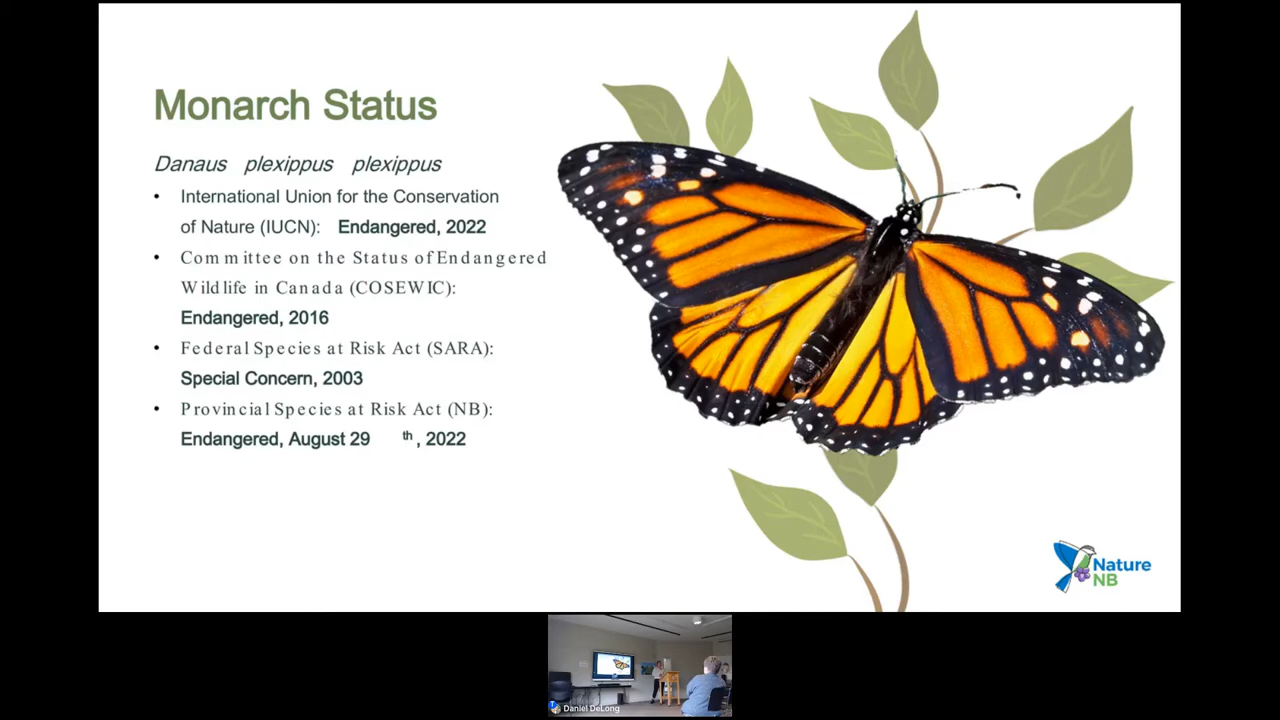 Monarch Status
Danaus plexippus plexippus
• International Union for the Conservation
of Nature (IUCN): Endangered, 2022
• Committee on the Status of Endangered
Wildlife in Canada (COSEWIC):
Endangered, 2016
• Federal Species at Risk Act (SARA):
Special Concern, 2003
• Provincial Species at Risk Act (NB):
Endangered, August 29 th, 2022
Nature
NB
Daniel DeLong